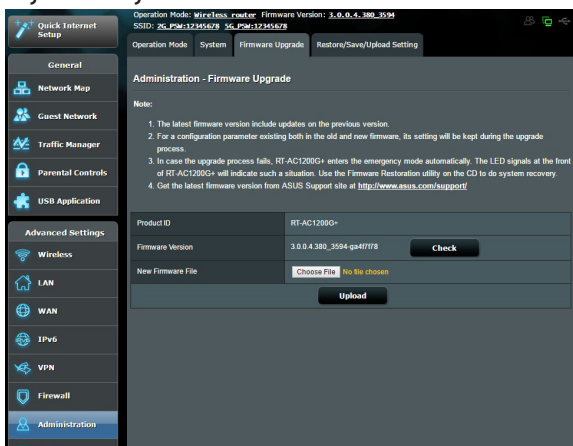 Quick Internet
Setup
General
Network Map
Guest Network
Traffic Manager
Parental Controls
USB Application
Advanced Settings
Wireless
LAN
WAN
IPv6
VPN
Firewall
Administration
Operation Mode: Wireless router Firmware Version: 3.0.0.4.380_3594
SSID: 2G_PSW:12345678 5G_PSW:12345678
Operation Mode System Firmware Upgrade Restore/Save/Upload Setting
Administration - Firmware Upgrade
Note:
1. The latest firmware version include updates on the previous version.
2. For a configuration parameter existing both in the old and new firmware, its setting will be kept during the upgrade
process.
3. In case the upgrade process fails, RT-AC1200G+ enters the emergency mode automatically. The LED signals at the front
of RT-AC1200G+ will indicate such a situation. Use the Firmware Restoration utility on the CD to do system recovery.
4. Get the latest firmware version from ASUS Support site at http://www.asus.com/support/
Product ID RT-AC1200G+
Firmware Version 3.0.0.4.380_3594-ga4f7f78 Check
New Firmware File Choose File No file chosen
Upload